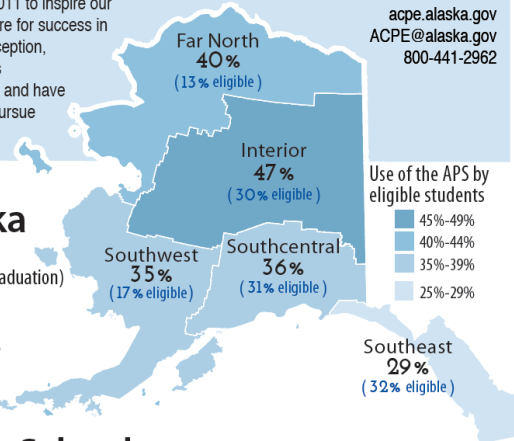 011 to inspire our
re for success in
ception,
s
and have
ursue
acpe.alaska.gov
ACPE@alaska.gov
800-441-2962
Far North
40%
(13% eligible)
Interior
47%
(30% eligible)
Use of the APS by
eligible students
45%-49%
40%-44%
35%-39%
25%-29%
ka
aduation)
Southwest
35%
(17% eligible)
Southcentral
36%
(31% eligible)
Southeast
29%
(32% eligible)